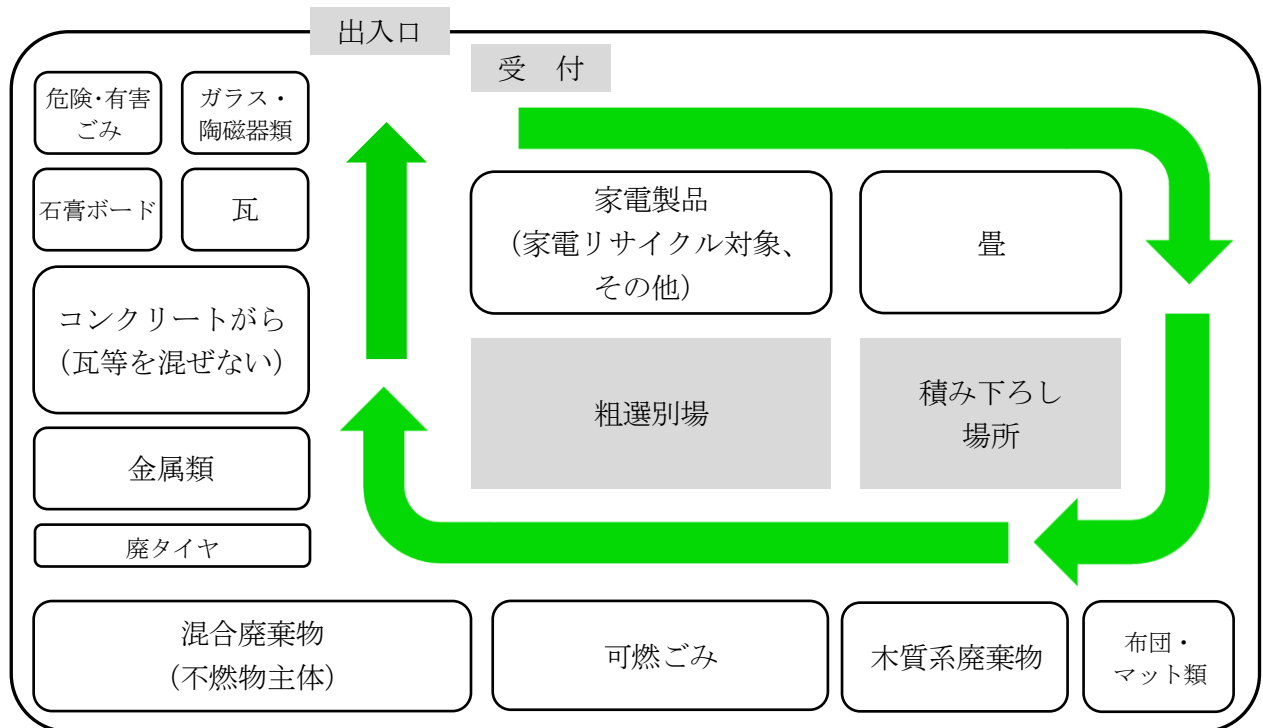 出入口
受　付
危険･有害
ごみ
ガラス・
陶磁器類
石膏ボード
瓦
家電製品
（家電リサイクル対象、
その他）
畳
コンクリートがら
（瓦等を混ぜない）
粗選別場
積み下ろし
場所
金属類
廃タイヤ
混合廃棄物
（不燃物主体）
可燃ごみ
木質系廃棄物
布団・
マット類